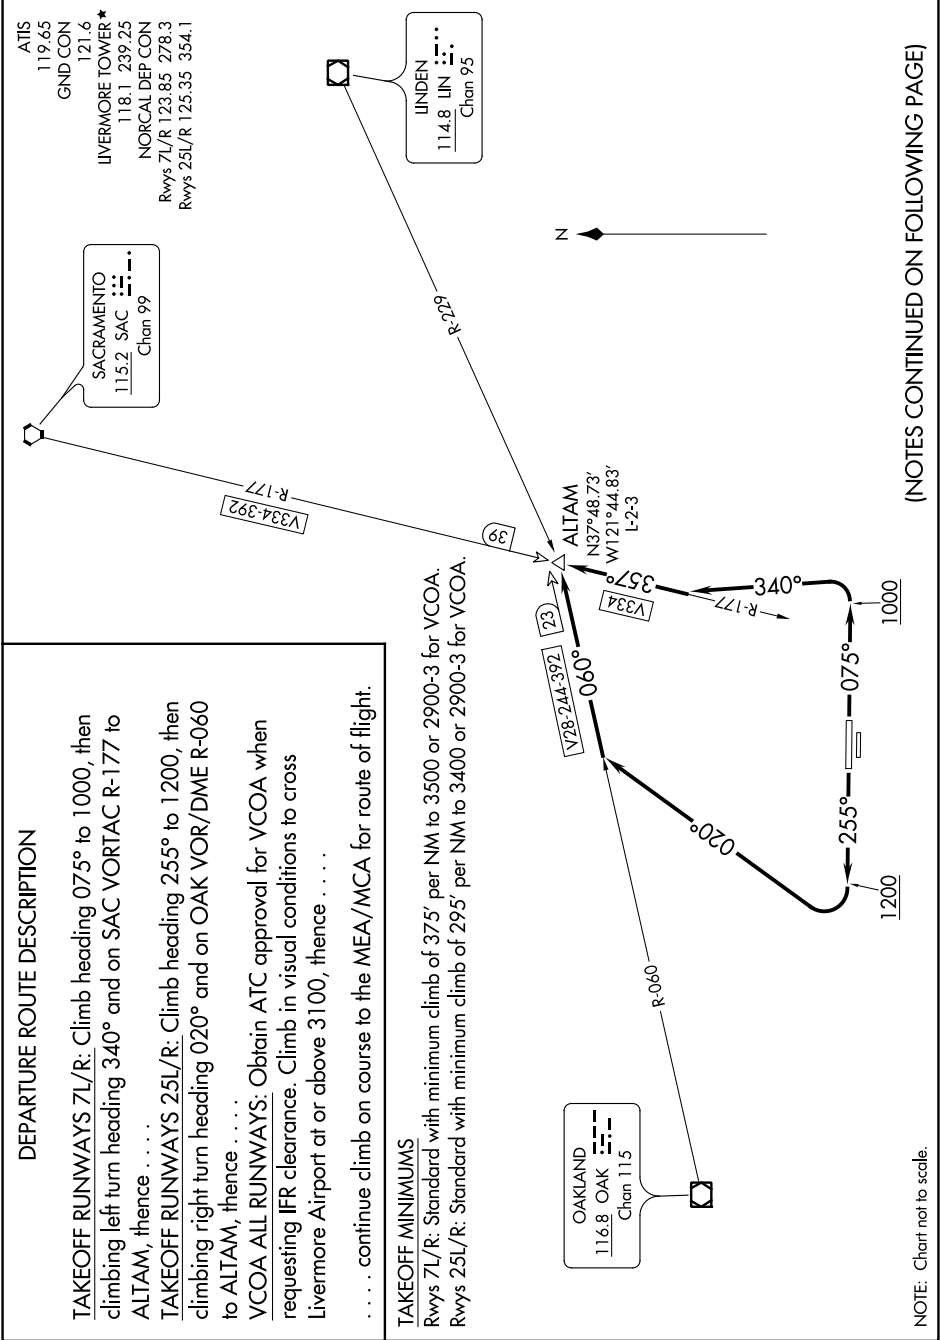 DEPARTURE ROUTE DESCRIPTION
TAKEOFF RUNWAYS 7L/R: Climb heading 075° to 1000, then
climbing left turn heading 340° and on SAC VORTAC R-177 to
ALTAM, thence . . . .
TAKEOFF RUNWAYS 25L/R: Climb heading 255° to 1200, then
climbing right turn heading 020° and on OAK VOR/DME R-060
to ALTAM, thence . . . .
VCOA ALL RUNWAYS: Obtain ATC approval for VCOA when
requesting IFR clearance. Climb in visual conditions to cross
Livermore Airport at or above 3100, thence . . . .
. . . . continue climb on course to the MEA/MCA for route of flight.
TAKEOFF MINIMUMS
Rwys 7L/R: Standard with minimum climb of 375' per NM to 3500 or 2900-3 for VCOA.
Rwys 25L/R: Standard with minimum climb of 295' per NM to 3400 or 2900-3 for VCOA.
ATIS
119.65
GND CON
121.6
LIVERMORE TOWER★
118.1 239.25
NORCAL DEP CON
Rwys 7L/R 123.85 278.3
Rwys 25L/R 125.35 354.1
SACRAMENTO
115.2 SAC
Chan 99
LINDEN
114.8 LIN
Chan 95
R-229
N
R-177
V334-392
39
ALTAM
N37°48.73'
W121°44.83'
L-2-3
23
V28-244-392
060°
357°
V334
R-177
340°
020°
075°
255°
1000
1200
R-060
OAKLAND
116.8 OAK
Chan 115
NOTE: Chart not to scale.
(NOTES CONTINUED ON FOLLOWING PAGE)